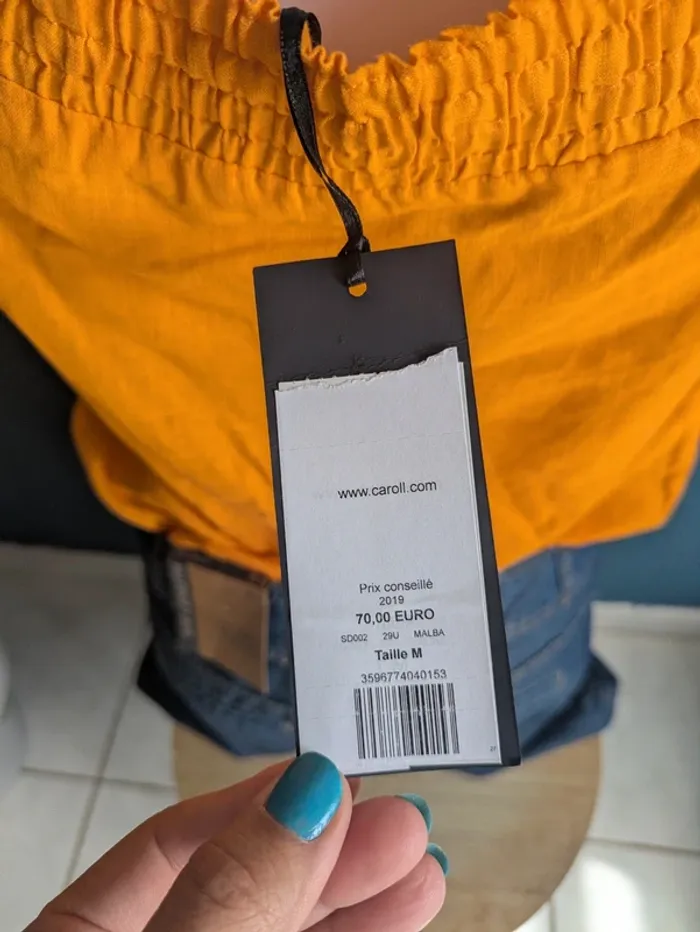 www.caroll.com
Prix conseillé
2019
70,00 EURO
SD002 29U MALBA
Taille M
3596774040153